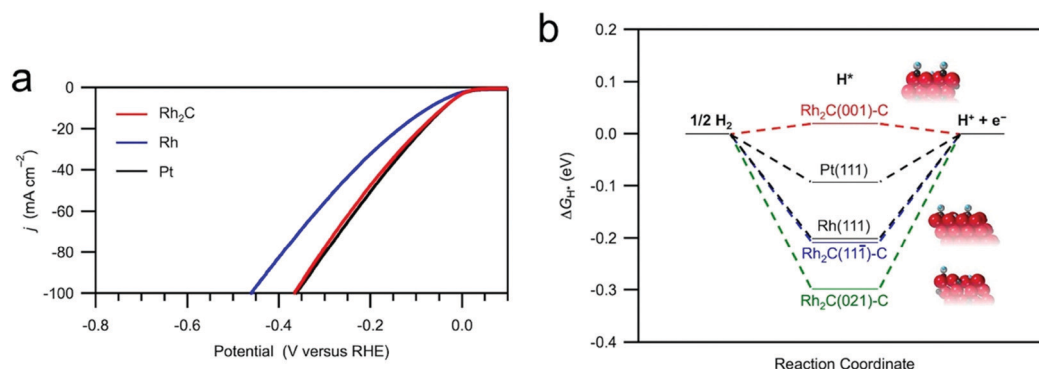 a
0
-20
-40
-60
-80
-100
j (mA cm⁻²)
Rh₂C
Rh
Pt
-0.8
-0.6
-0.4
-0.2
0.0
Potential (V versus RHE)
b
0.2
0.1
0.0
-0.1
-0.2
-0.3
-0.4
ΔG_H* (eV)
H*
1/2 H₂
Rh₂C(001)-C
H⁺ + e⁻
Pt(111)
Rh(111)
Rh₂C(111̄)-C
Rh₂C(021)-C
Reaction Coordinate